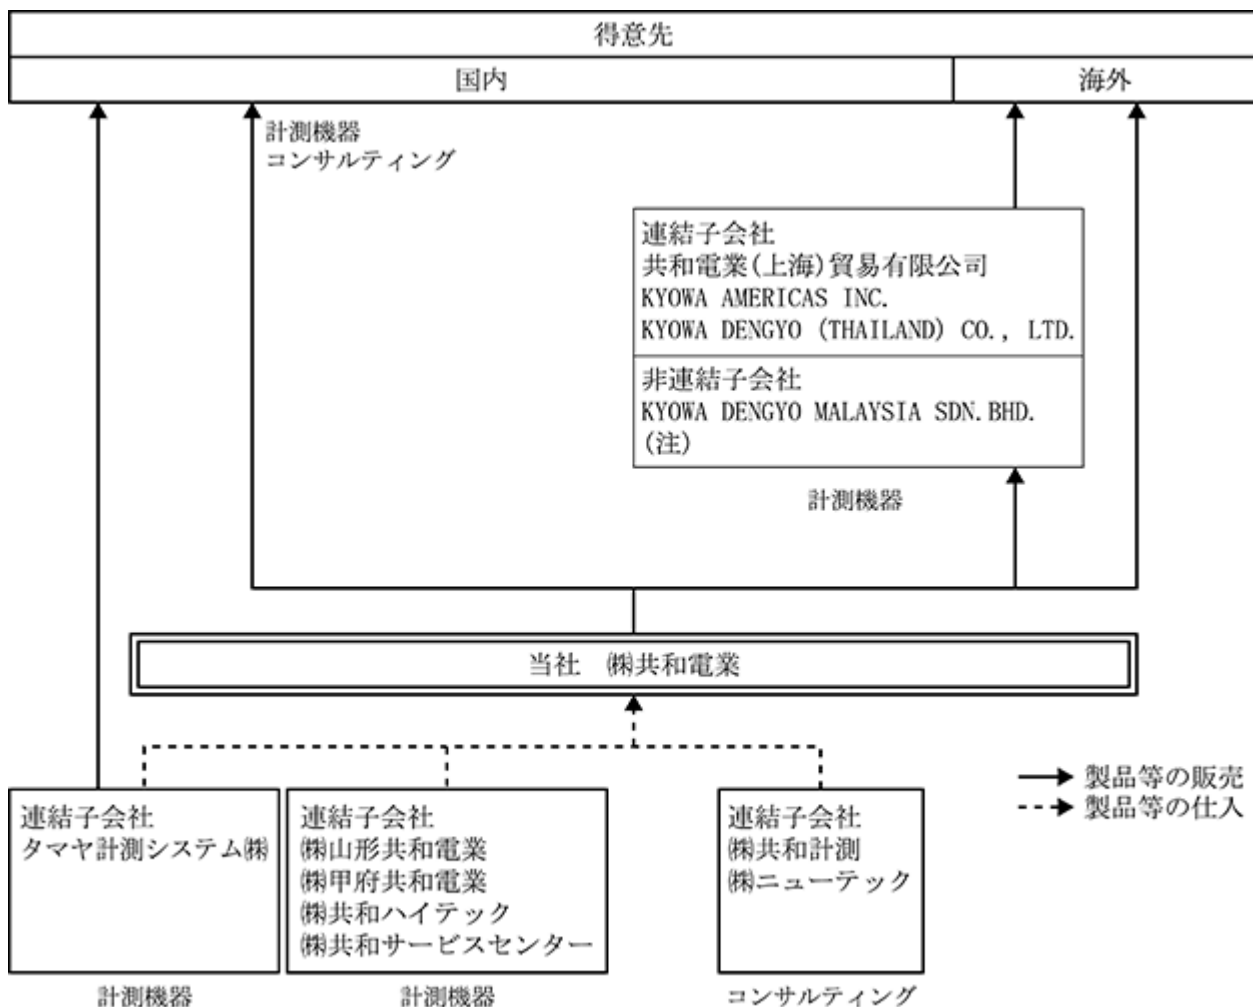 得意先
国内
海外
計測機器
コンサルティング
連結子会社
共和電業(上海)貿易有限公司
KYOWA AMERICAS INC.
KYOWA DENGYO (THAILAND) CO., LTD.
非連結子会社
KYOWA DENGYO MALAYSIA SDN.BHD.
(注)
計測機器
当社　㈱共和電業
製品等の販売
製品等の仕入
連結子会社
タマヤ計測システム㈱
計測機器
連結子会社
㈱山形共和電業
㈱甲府共和電業
㈱共和ハイテック
㈱共和サービスセンター
計測機器
連結子会社
㈱共和計測
㈱ニューテック
コンサルティング